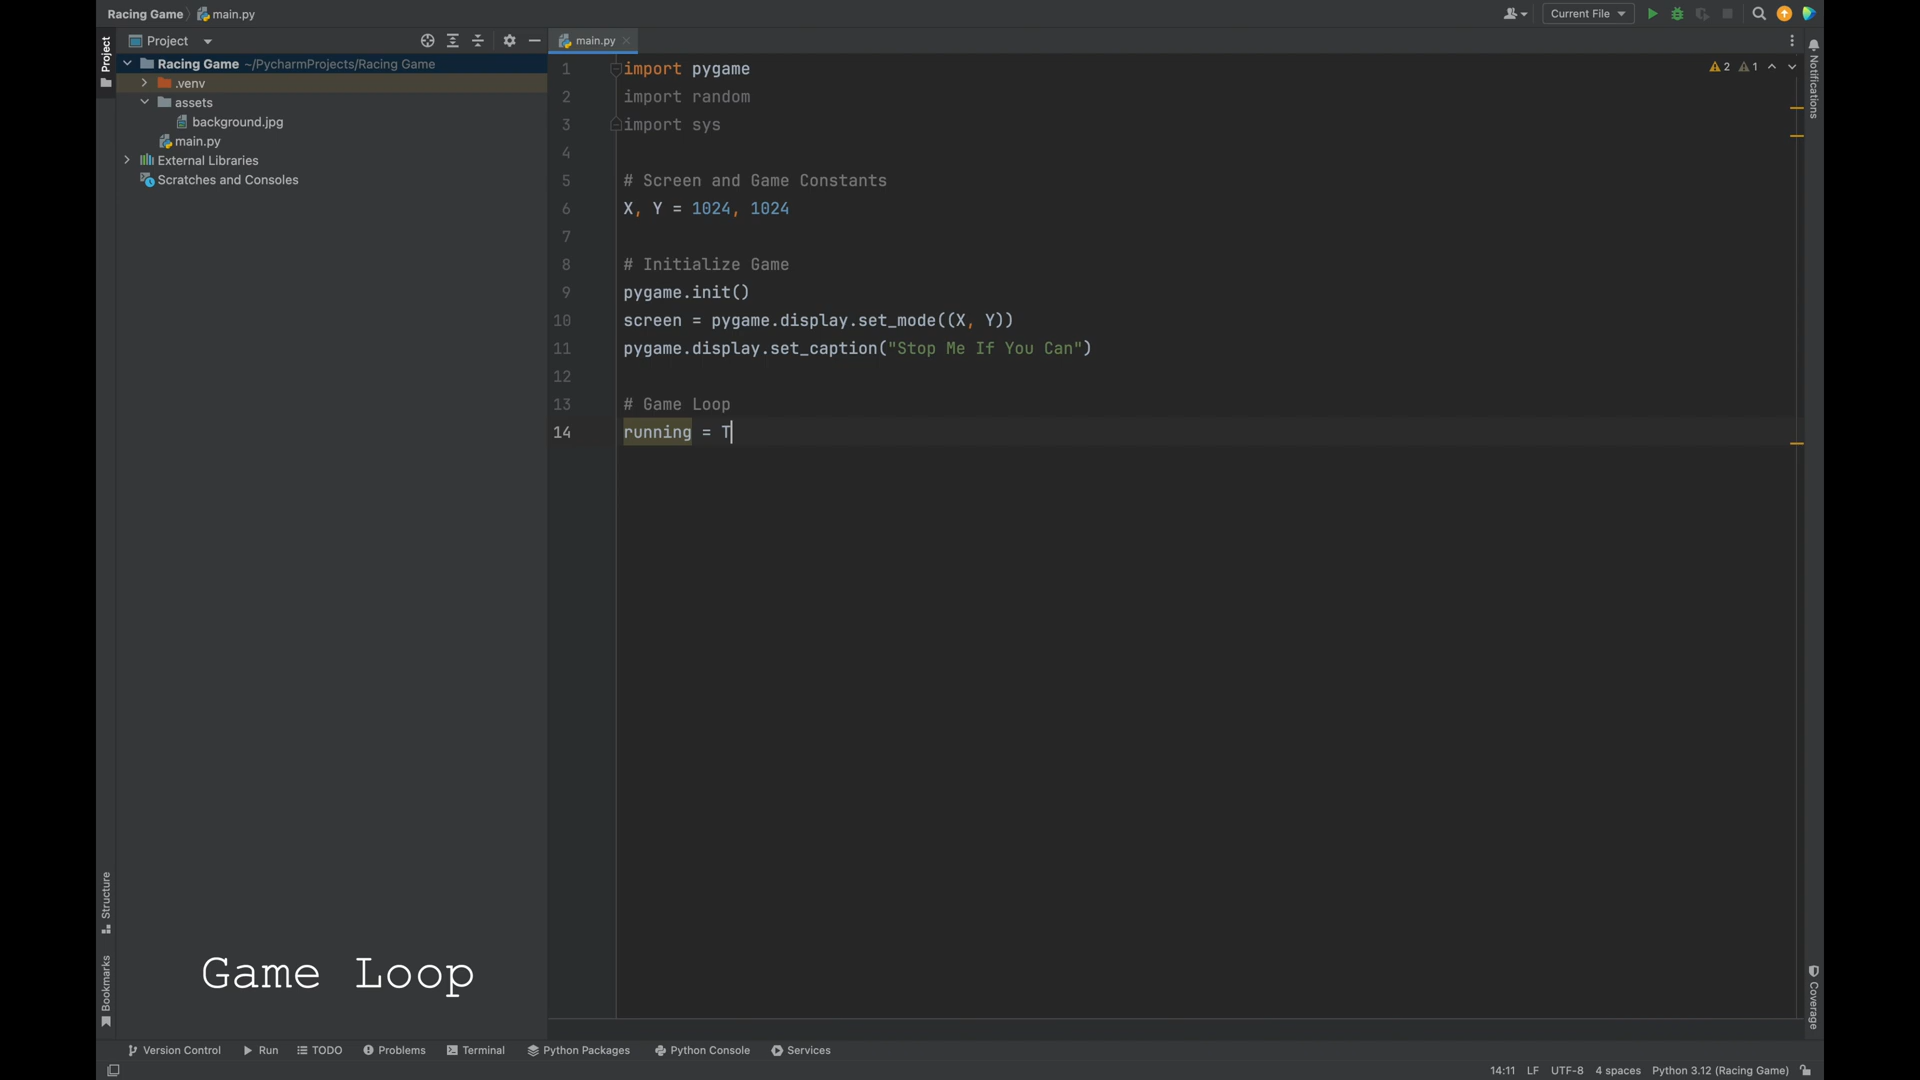 Racing Game
main.py
Current File
Project
Project
main.py
Racing Game ~/PycharmProjects/Racing Game
.venv
assets
background.jpg
main.py
External Libraries
Scratches and Consoles
1 import pygame
2 import random
3 import sys
4
5 # Screen and Game Constants
6 X, Y = 1024, 1024
7
8 # Initialize Game
9 pygame.init()
10 screen = pygame.display.set_mode((X, Y))
11 pygame.display.set_caption("Stop Me If You Can")
12
13 # Game Loop
14 running = T
2 1
Notifications
Structure
Bookmarks
Coverage
Game Loop
Version Control Run TODO Problems Terminal Python Packages Python Console Services
14:11 LF UTF-8 4 spaces Python 3.12 (Racing Game)